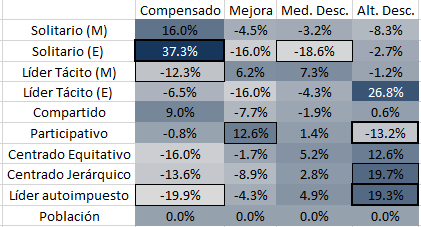 Compensado Mejora Med. Desc. Alt. Desc.
Solitario (M) 16.0% -4.5% -3.2% -8.3%
Solitario (E) 37.3% -16.0% -18.6% -2.7%
Líder Tácito (M) -12.3% 6.2% 7.3% -1.2%
Líder Tácito (E) -6.5% -16.0% -4.3% 26.8%
Compartido 9.0% -7.7% -1.9% 0.6%
Participativo -0.8% 12.6% 1.4% -13.2%
Centrado Equitativo -16.0% -1.7% 5.2% 12.6%
Centrado Jerárquico -13.6% -8.9% 2.8% 19.7%
Líder autoimpuesto -19.9% -4.3% 4.9% 19.3%
Población 0.0% 0.0% 0.0% 0.0%